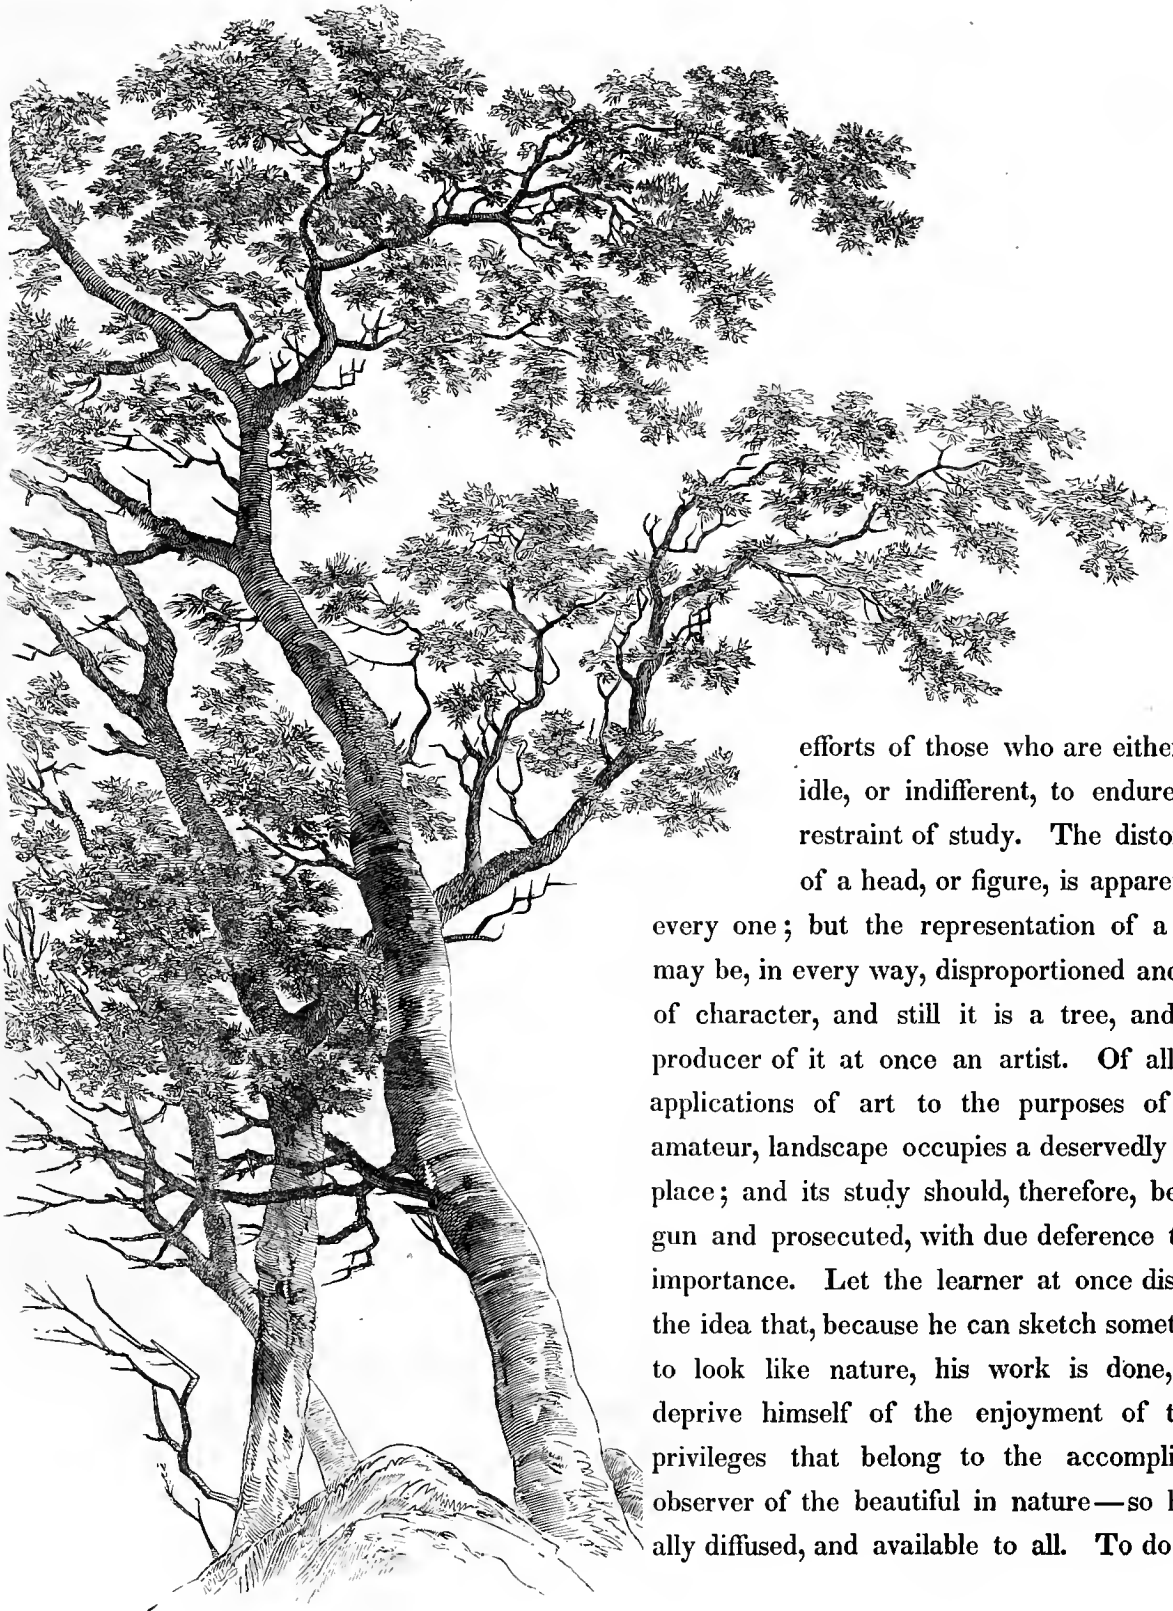 efforts of those who are either
idle, or indifferent, to endure
restraint of study. The disto
of a head, or figure, is appare
every one; but the representation of a
may be, in every way, disproportioned and
of character, and still it is a tree, and
producer of it at once an artist. Of all
applications of art to the purposes of
amateur, landscape occupies a deservedly
place; and its study should, therefore, be
gun and prosecuted, with due deference t
importance. Let the learner at once dis
the idea that, because he can sketch somet
to look like nature, his work is done,
deprive himself of the enjoyment of t
privileges that belong to the accompli
observer of the beautiful in nature—so l
ally diffused, and available to all. To do